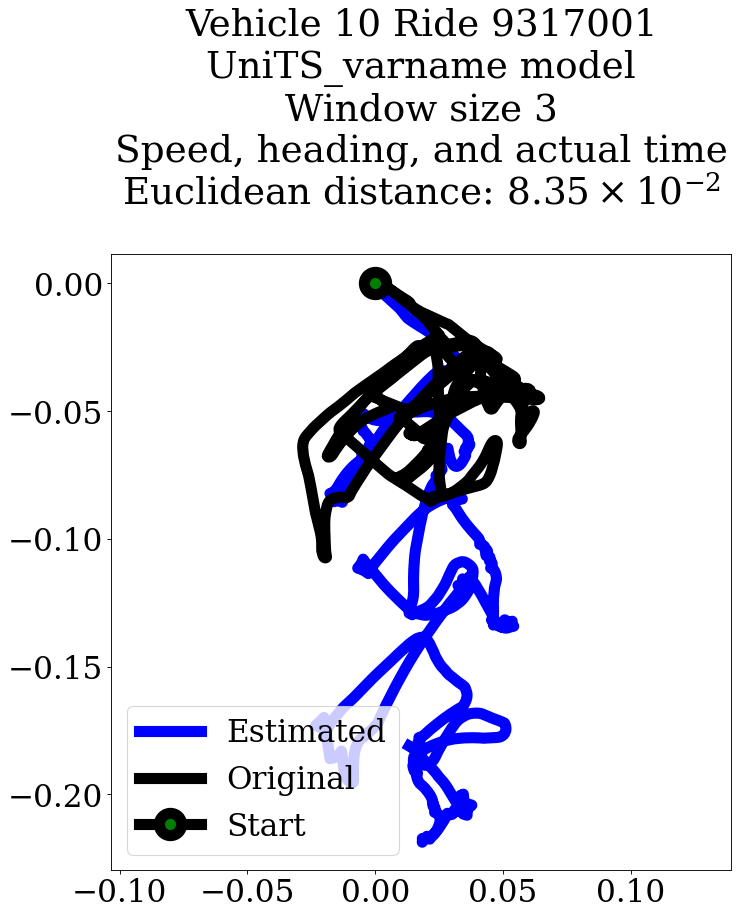 Vehicle 10 Ride 9317001
UniTS_varname model
Window size 3
Speed, heading, and actual time
Euclidean distance: 8.35 × 10⁻²
0.00
−0.05
−0.10
−0.15
−0.20
Estimated
Original
Start
−0.10 −0.05 0.00 0.05 0.10